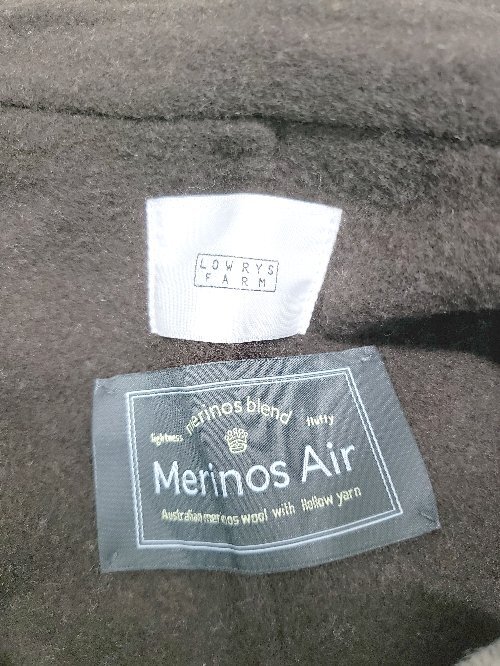 LOWRYS
FARM
merinos blend
lightness
fluffy
Merinos Air
Australian merinos wool with Hollow yarn